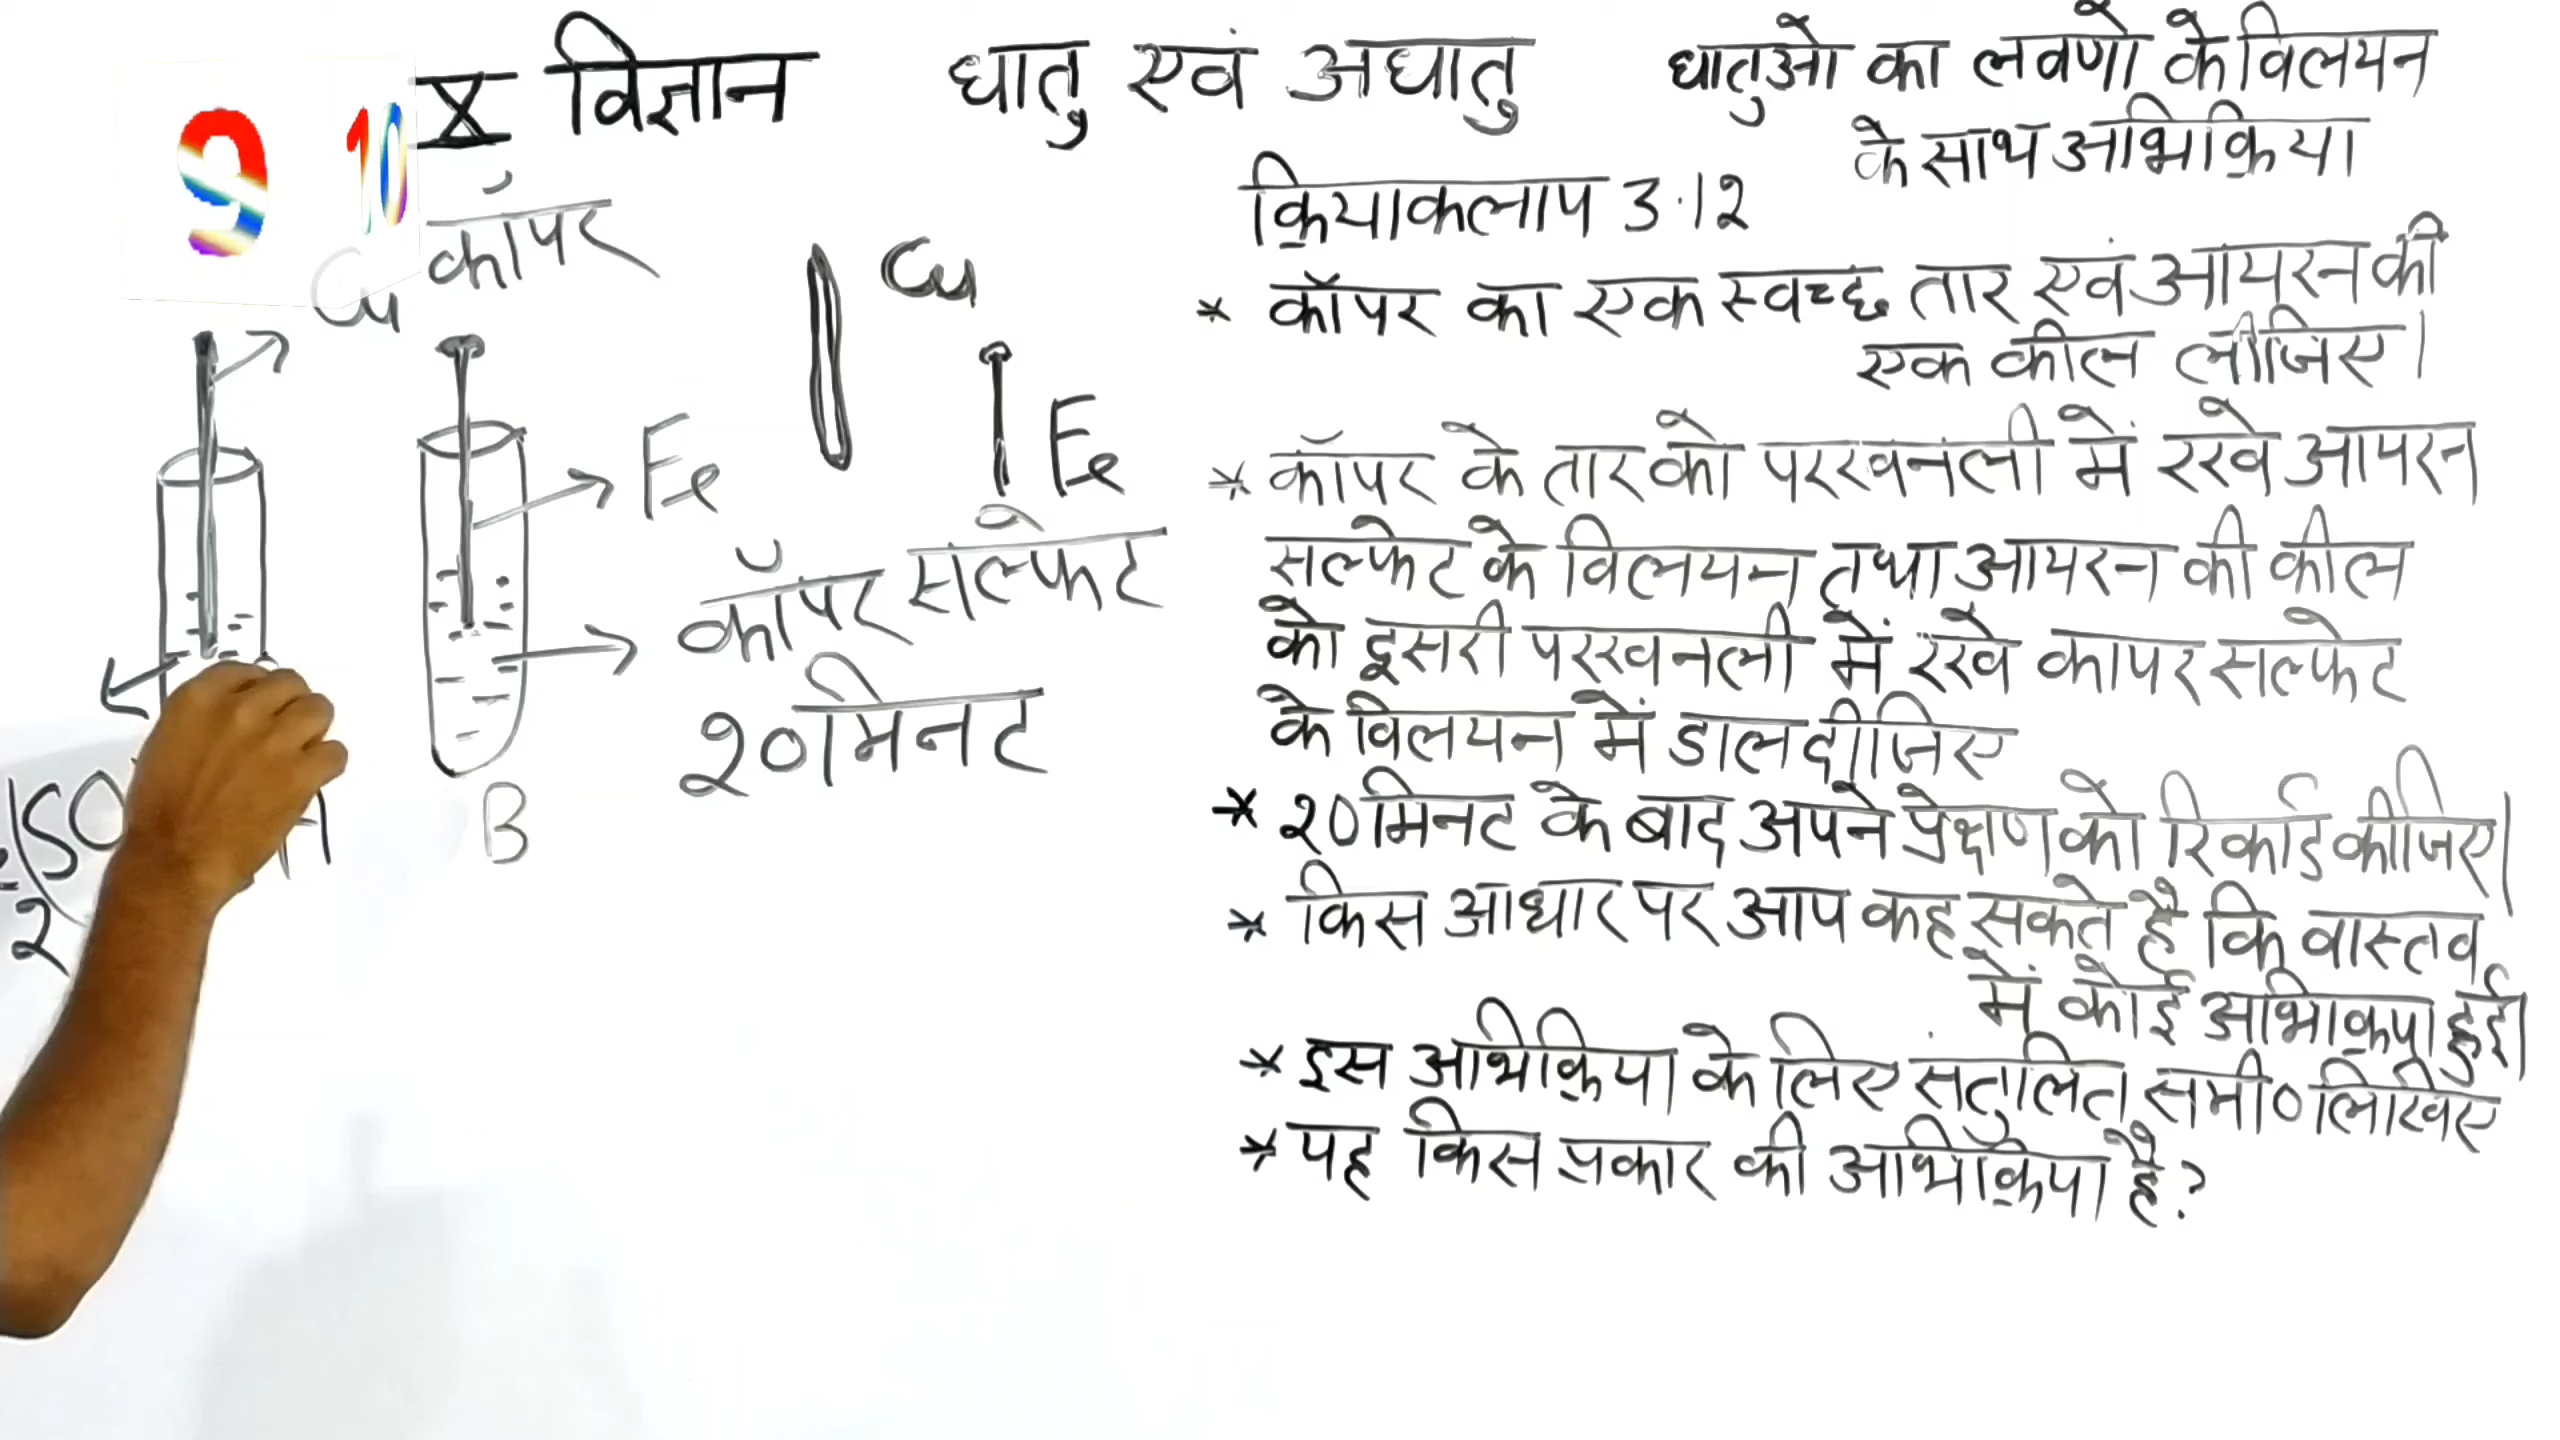 9 10
X विज्ञान धातु एवं अधातु
धातुओ का लवणो के विलयन
के साथ अभिक्रिया
क्रियाकलाप 3.12
* कॉपर का एक स्वच्छ तार एवं आयरन की
एक कील लीजिए।
* कॉपर के तार को परखनली में रखे आयरन
सल्फेट के विलयन तथा आयरन की कील
को दूसरी परखनली में रखे कापर सल्फेट
के विलयन में डाल दीजिए
* 20 मिनट के बाद अपने प्रेक्षण को रिकॉर्ड कीजिए।
* किस आधार पर आप कह सकते है कि वास्तव
में कोई अभिक्रिया हुई।
* इस अभिक्रिया के लिए संतुलित समी० लिखिए
* यह किस प्रकार की अभिक्रिया है?
कॉपर
Cu
Cu
Fe
Fe
कॉपर सल्फेट
20 मिनट
B